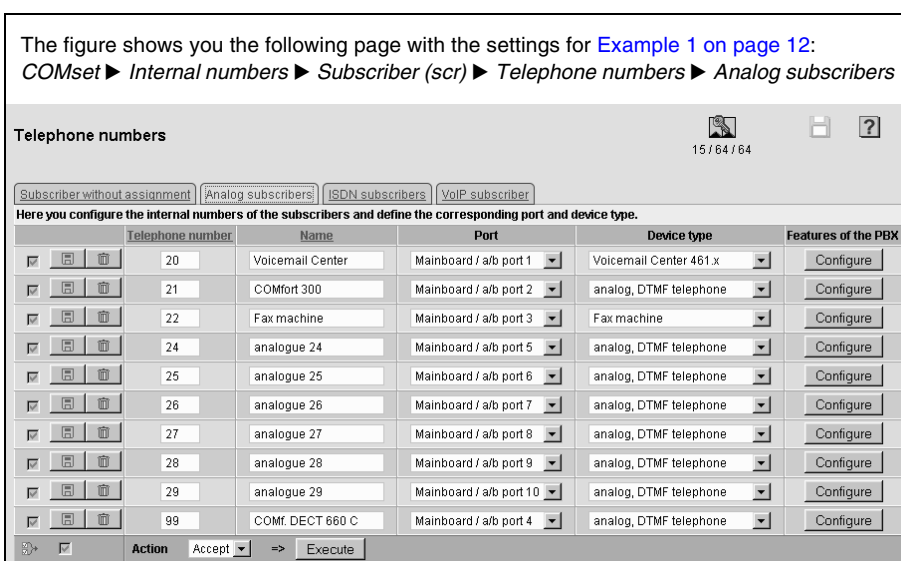 The figure shows you the following page with the settings for Example 1 on page 12:
COMset ► Internal numbers ► Subscriber (scr) ► Telephone numbers ► Analog subscribers
Telephone numbers
15 / 64 / 64
?
Subscriber without assignment Analog subscribers ISDN subscribers VoIP subscriber
Here you configure the internal numbers of the subscribers and define the corresponding port and device type.
Telephone number Name Port Device type Features of the PBX
20 Voicemail Center Mainboard / a/b port 1 Voicemail Center 461.x Configure
21 COMfort 300 Mainboard / a/b port 2 analog, DTMF telephone Configure
22 Fax machine Mainboard / a/b port 3 Fax machine Configure
24 analogue 24 Mainboard / a/b port 5 analog, DTMF telephone Configure
25 analogue 25 Mainboard / a/b port 6 analog, DTMF telephone Configure
26 analogue 26 Mainboard / a/b port 7 analog, DTMF telephone Configure
27 analogue 27 Mainboard / a/b port 8 analog, DTMF telephone Configure
28 analogue 28 Mainboard / a/b port 9 analog, DTMF telephone Configure
29 analogue 29 Mainboard / a/b port 10 analog, DTMF telephone Configure
99 COMf. DECT 660 C Mainboard / a/b port 4 analog, DTMF telephone Configure
Action Accept => Execute